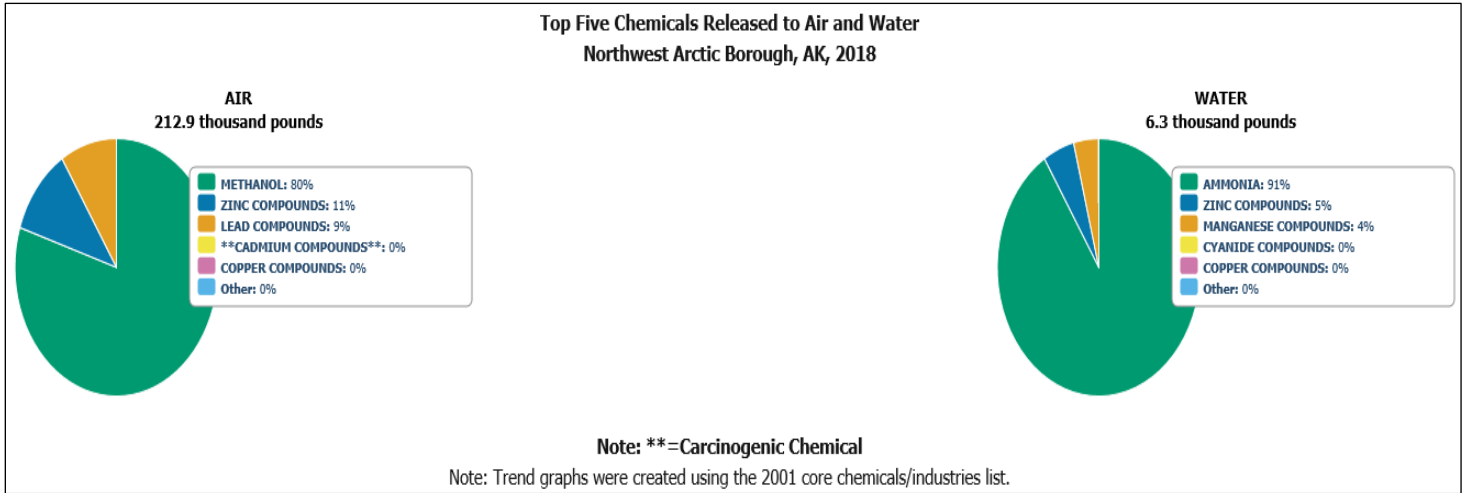 Top Five Chemicals Released to Air and Water
Northwest Arctic Borough, AK, 2018
AIR
212.9 thousand pounds
METHANOL: 80%
ZINC COMPOUNDS: 11%
LEAD COMPOUNDS: 9%
**CADMIUM COMPOUNDS**: 0%
COPPER COMPOUNDS: 0%
Other: 0%
WATER
6.3 thousand pounds
AMMONIA: 91%
ZINC COMPOUNDS: 5%
MANGANESE COMPOUNDS: 4%
CYANIDE COMPOUNDS: 0%
COPPER COMPOUNDS: 0%
Other: 0%
Note: **=Carcinogenic Chemical
Note: Trend graphs were created using the 2001 core chemicals/industries list.